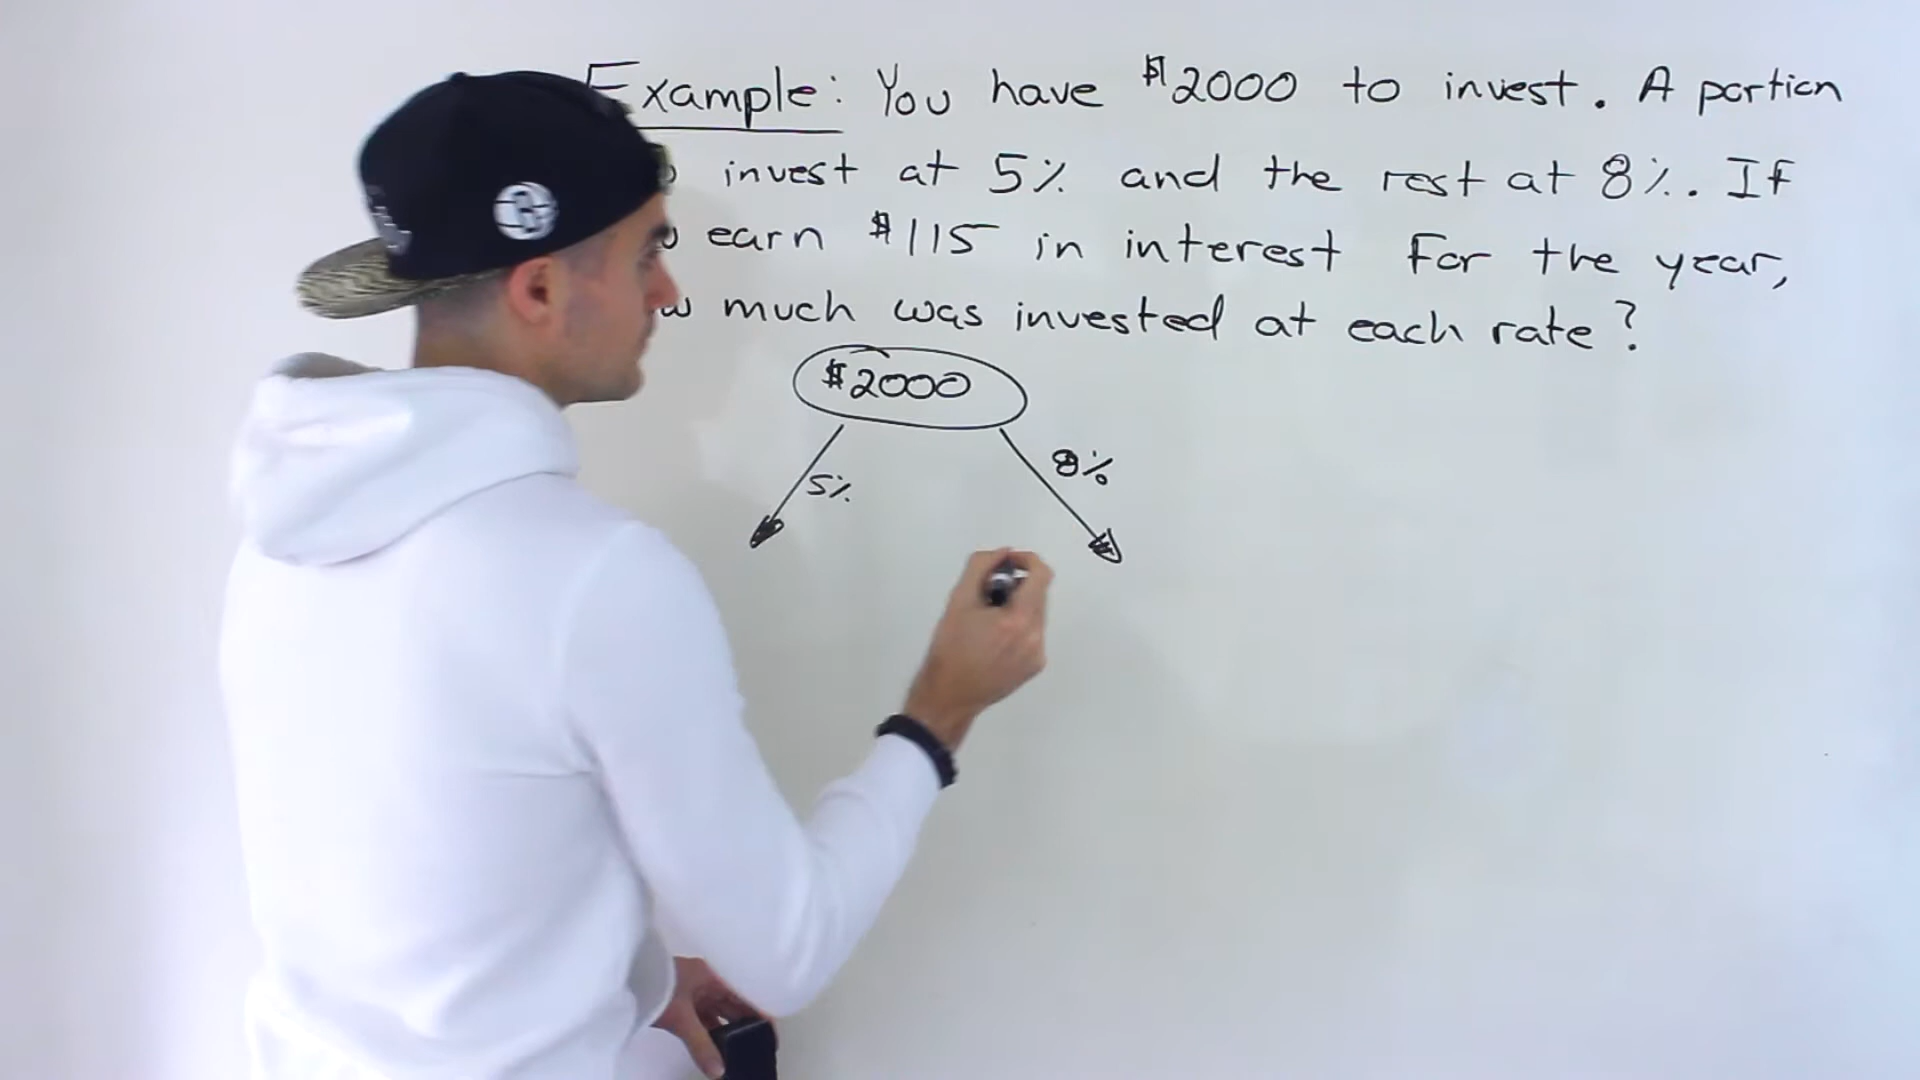 Example: You have $2000 to invest. A portion
invest at 5% and the rest at 8%. If
earn $115 in interest for the year,
much was invested at each rate?
$2000
5% 8%